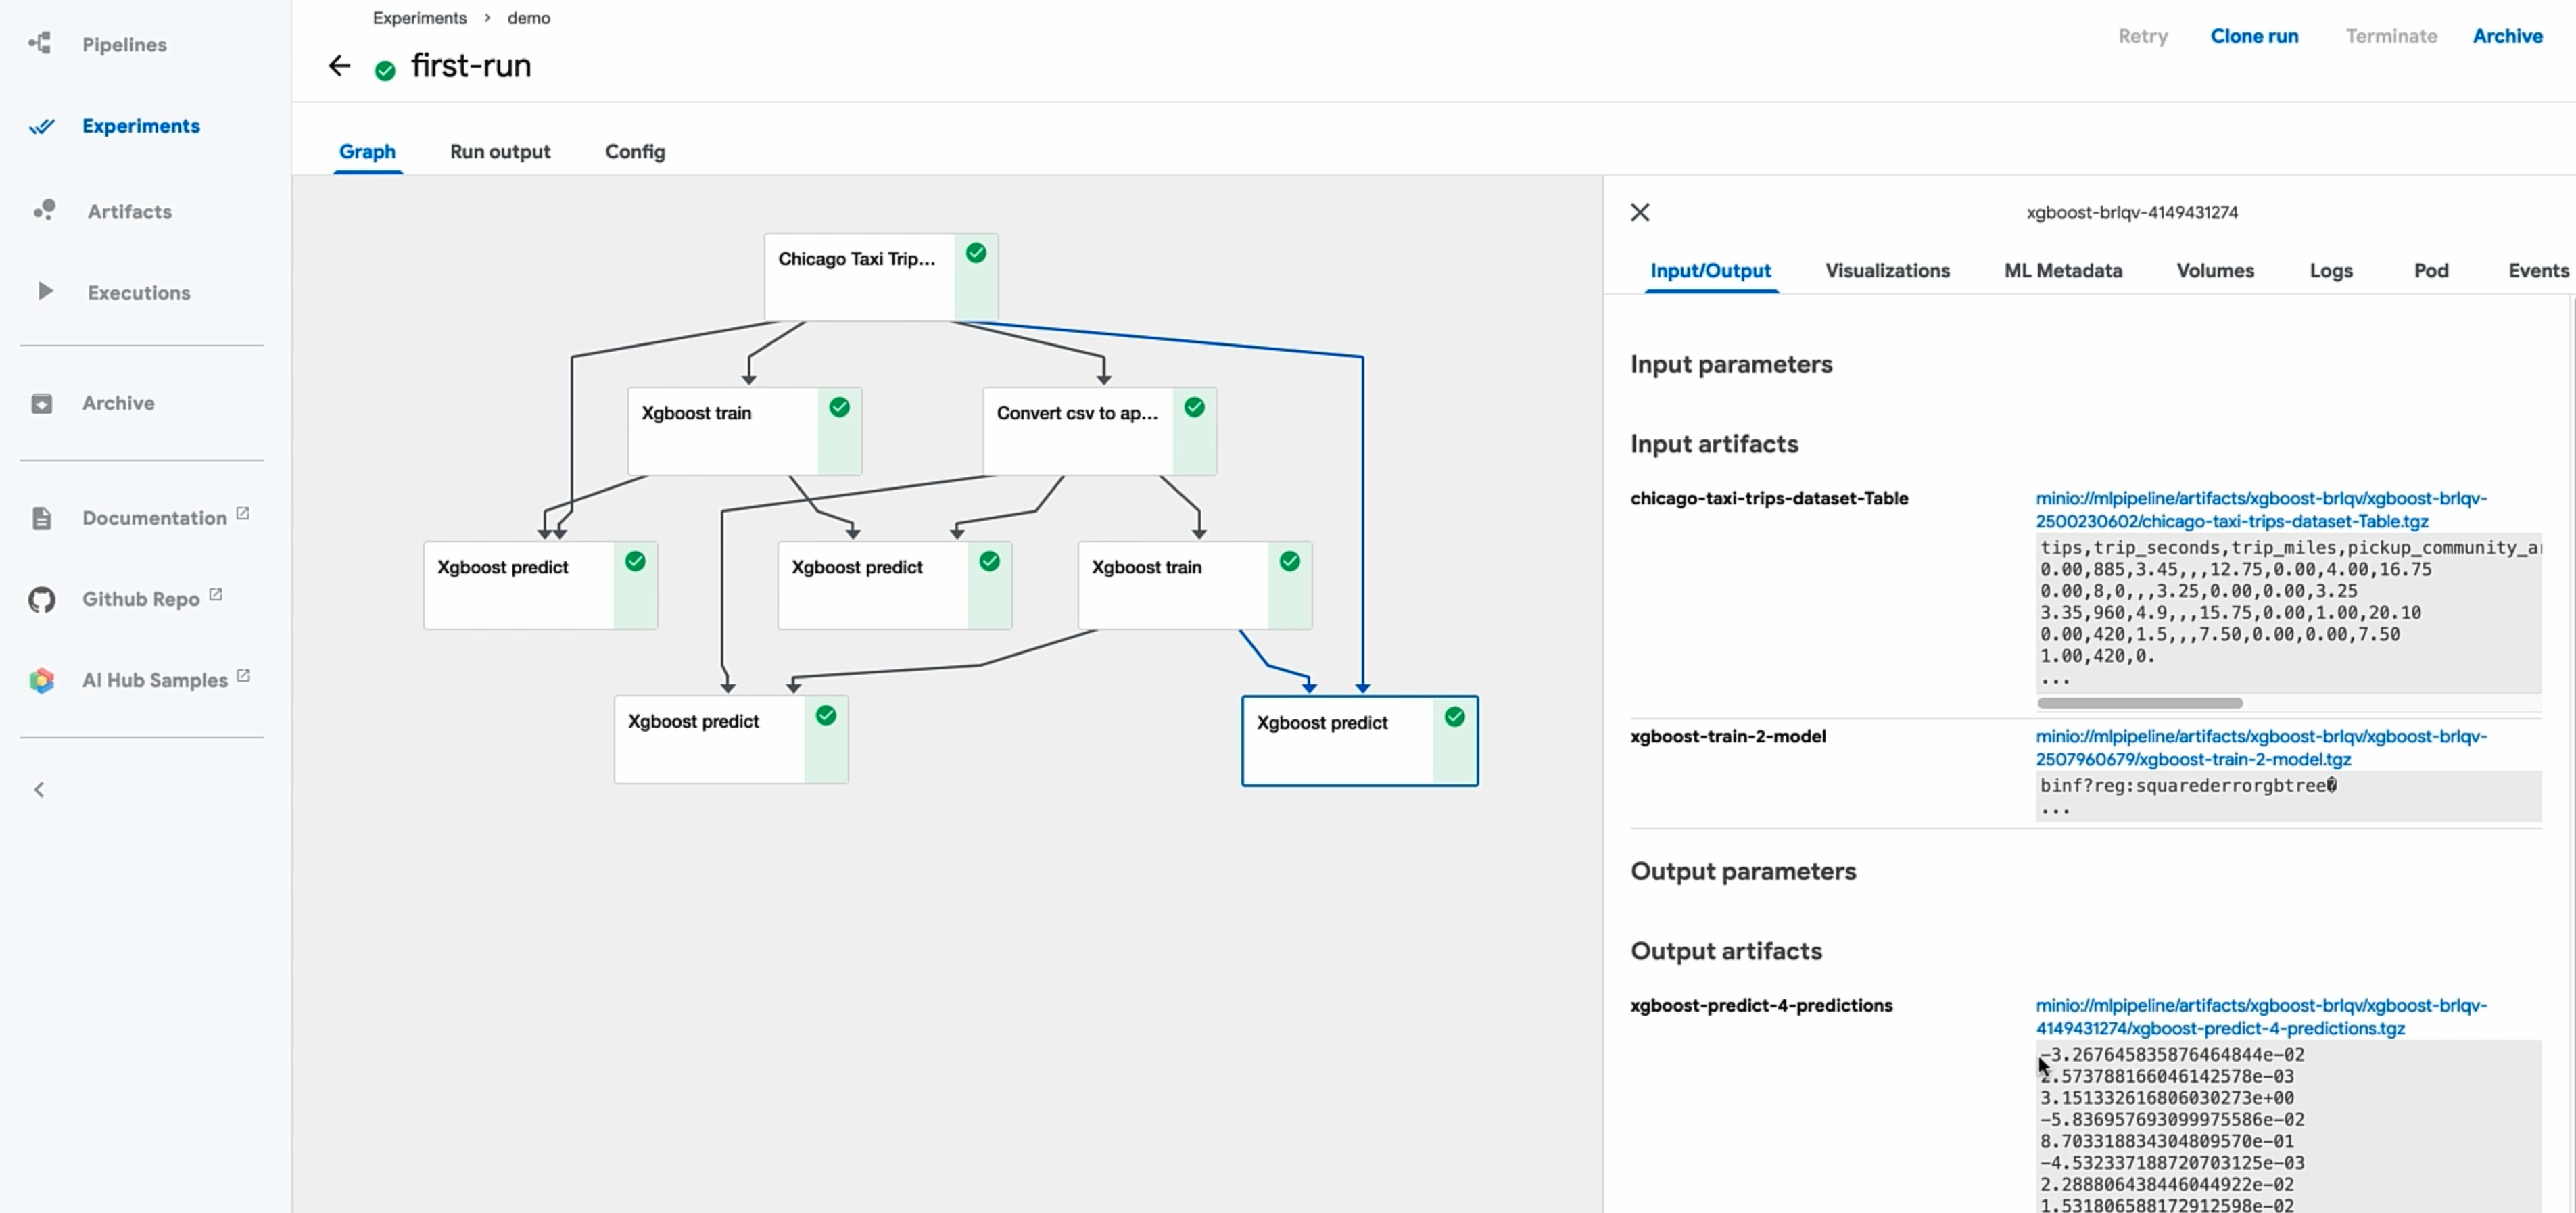 Pipelines
Experiments
Artifacts
Executions
Archive
Documentation
Github Repo
AI Hub Samples
Experiments > demo
first-run
Retry
Clone run
Terminate
Archive
Graph
Run output
Config
Chicago Taxi Trip...
Xgboost train
Convert csv to ap...
Xgboost predict
Xgboost predict
Xgboost train
Xgboost predict
Xgboost predict
xgboost-brlqv-4149431274
Input/Output
Visualizations
ML Metadata
Volumes
Logs
Pod
Events
Input parameters
Input artifacts
chicago-taxi-trips-dataset-Table
minio://mlpipeline/artifacts/xgboost-brlqv/xgboost-brlqv-
2500230602/chicago-taxi-trips-dataset-Table.tgz
tips,trip_seconds,trip_miles,pickup_community_ar
0.00,885,3.45,,,12.75,0.00,4.00,16.75
0.00,8,0,,,3.25,0.00,0.00,3.25
3.35,960,4.9,,,15.75,0.00,1.00,20.10
0.00,420,1.5,,,7.50,0.00,0.00,7.50
1.00,420,0.
...
xgboost-train-2-model
minio://mlpipeline/artifacts/xgboost-brlqv/xgboost-brlqv-
2507960679/xgboost-train-2-model.tgz
binf?reg:squarederrorgbtree�
...
Output parameters
Output artifacts
xgboost-predict-4-predictions
minio://mlpipeline/artifacts/xgboost-brlqv/xgboost-brlqv-
4149431274/xgboost-predict-4-predictions.tgz
-3.267645835876464844e-02
2.573788166046142578e-03
3.151332616806030273e+00
-5.836957693099975586e-02
8.703318834304809570e-01
-4.532337188720703125e-03
2.288806438446044922e-02
1.531806588172912598e-02